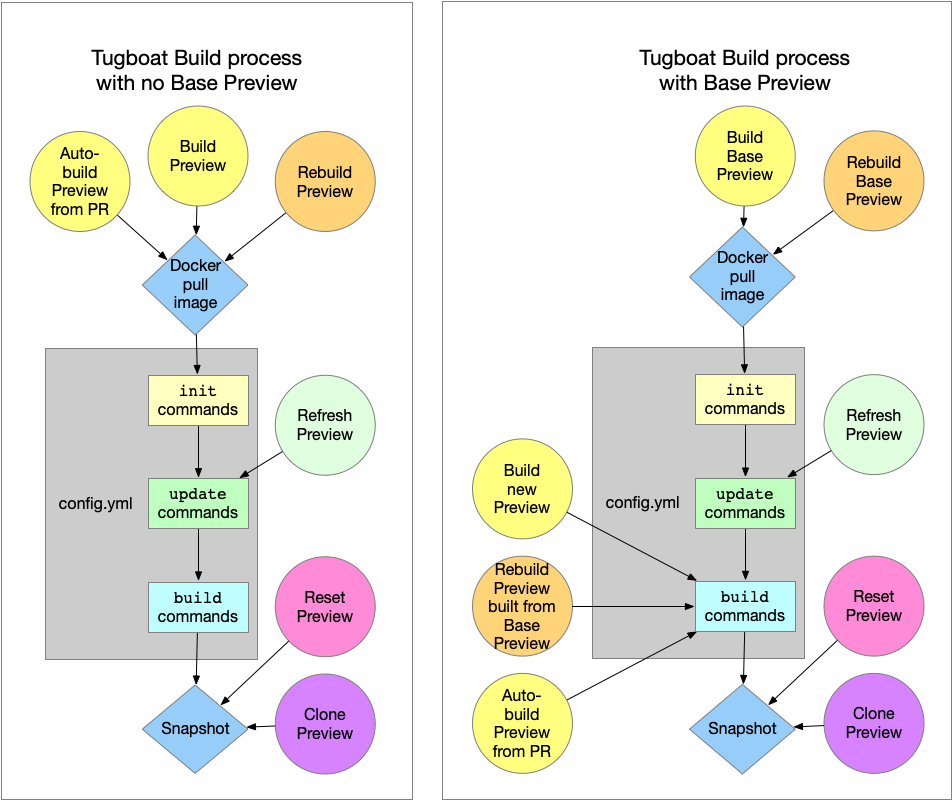 Tugboat Build process
with no Base Preview
Auto-
build
Preview
from PR
Build
Preview
Rebuild
Preview
Docker
pull
image
init
commands
Refresh
Preview
config.yml
update
commands
build
commands
Reset
Preview
Snapshot
Clone
Preview
Tugboat Build process
with Base Preview
Build
Base
Preview
Rebuild
Base
Preview
Docker
pull
image
init
commands
Refresh
Preview
Build
new
Preview
config.yml
update
commands
Rebuild
Preview
built from
Base
Preview
build
commands
Reset
Preview
Auto-
build
Preview
from PR
Snapshot
Clone
Preview